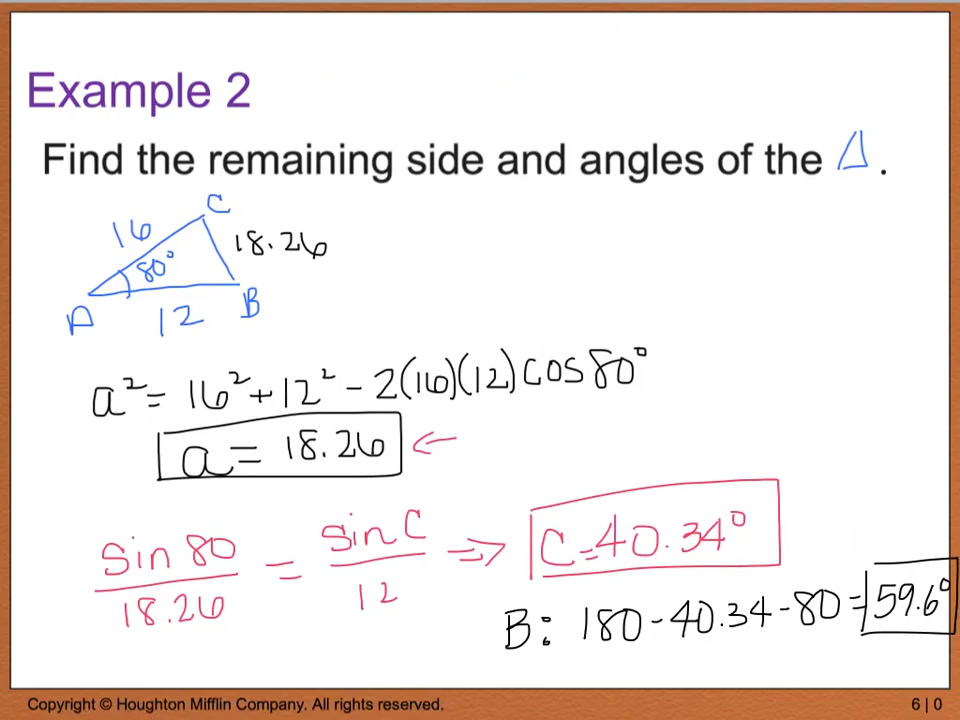 Example 2
Find the remaining side and angles of the Δ.
C
16
18.26
80°
A
12
B
a² = 16² + 12² - 2(16)(12) cos 80°
a = 18.26 ←
sin 80 / 18.26 = sin C / 12 ⇒ C = 40.34°
B: 180 - 40.34 - 80 = 59.6°
Copyright © Houghton Mifflin Company. All rights reserved.
6 | 0